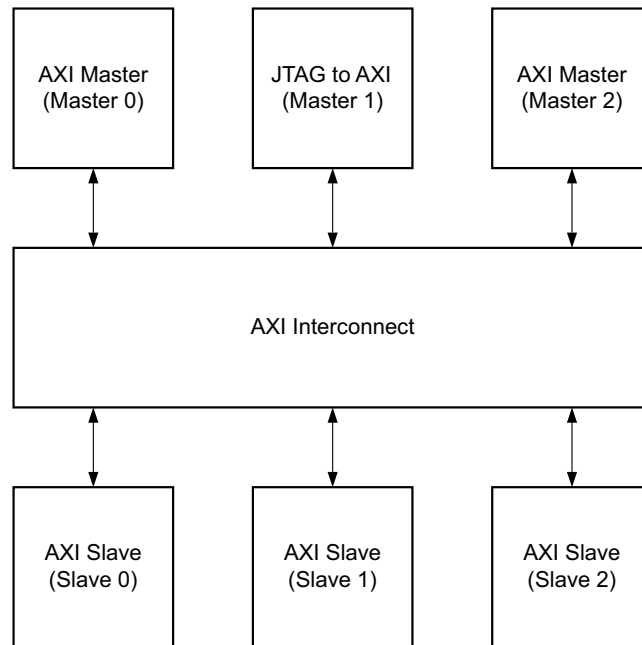 AXI Master
(Master 0)
JTAG to AXI
(Master 1)
AXI Master
(Master 2)
AXI Interconnect
AXI Slave
(Slave 0)
AXI Slave
(Slave 1)
AXI Slave
(Slave 2)